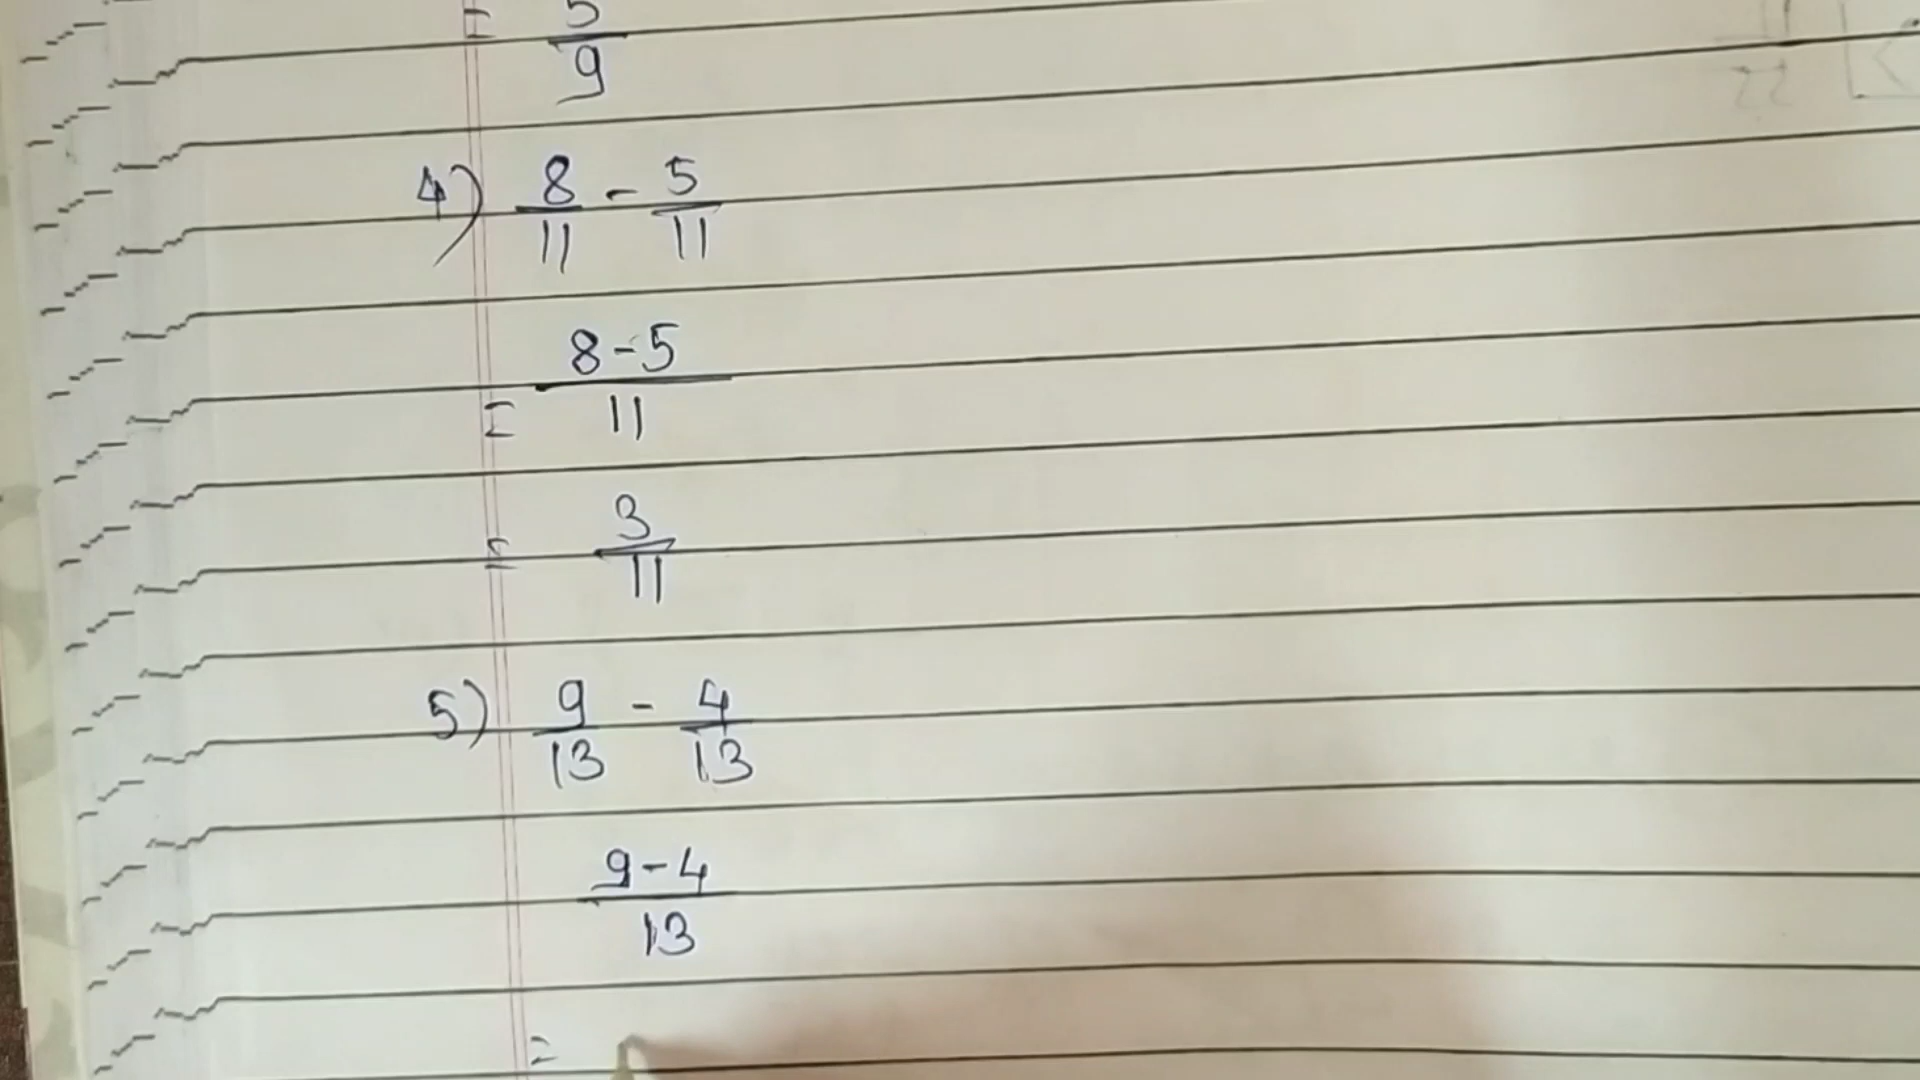 = 5/9
4) 8/11 - 5/11
= 8-5/11
= 3/11
5) 9/13 - 4/13
9-4/13
=